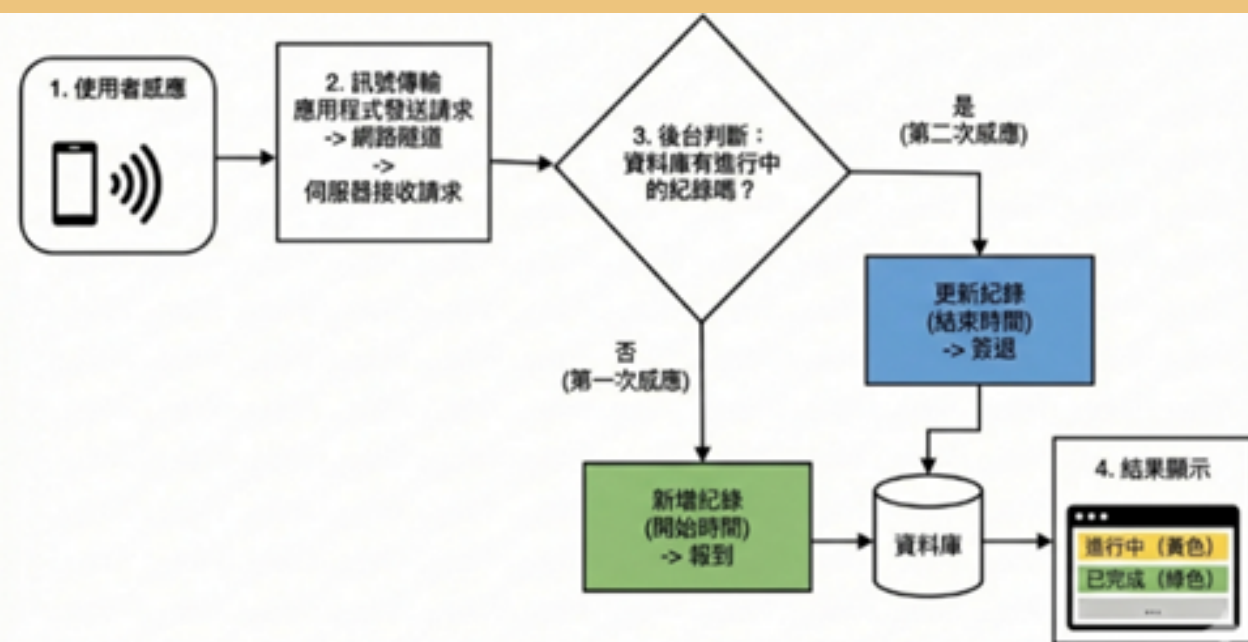 1. 使用者感應
2. 訊號傳輸
應用程式發送請求
-> 網路隧道
->
伺服器接收請求
3. 後台判斷：
資料庫有進行中
的紀錄嗎？
是
(第二次感應)
更新紀錄
(結束時間)
-> 簽退
否
(第一次感應)
新增紀錄
(開始時間)
-> 報到
資料庫
4. 結果顯示
進行中（黃色）
已完成（綠色）
...